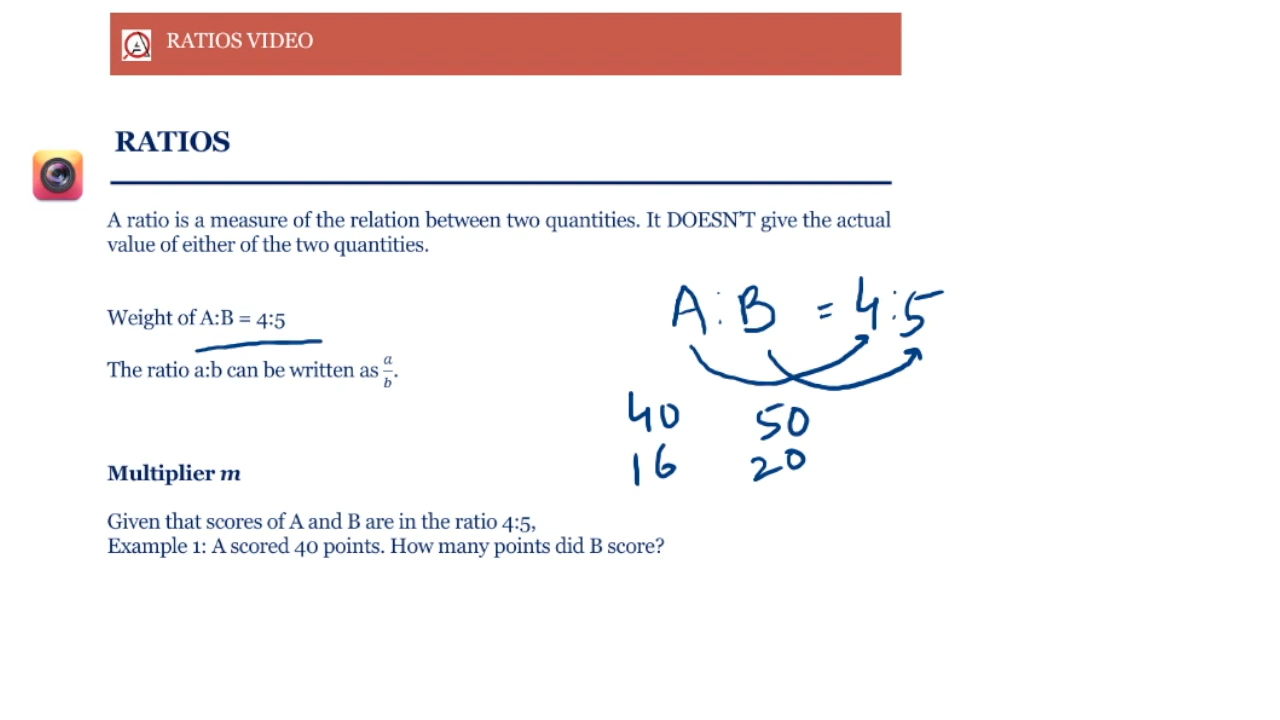 RATIOS VIDEO
RATIOS
A ratio is a measure of the relation between two quantities. It DOESN'T give the actual
value of either of the two quantities.
Weight of A:B = 4:5
A:B = 4:5
The ratio a:b can be written as a/b.
40 50
16 20
Multiplier m
Given that scores of A and B are in the ratio 4:5,
Example 1: A scored 40 points. How many points did B score?